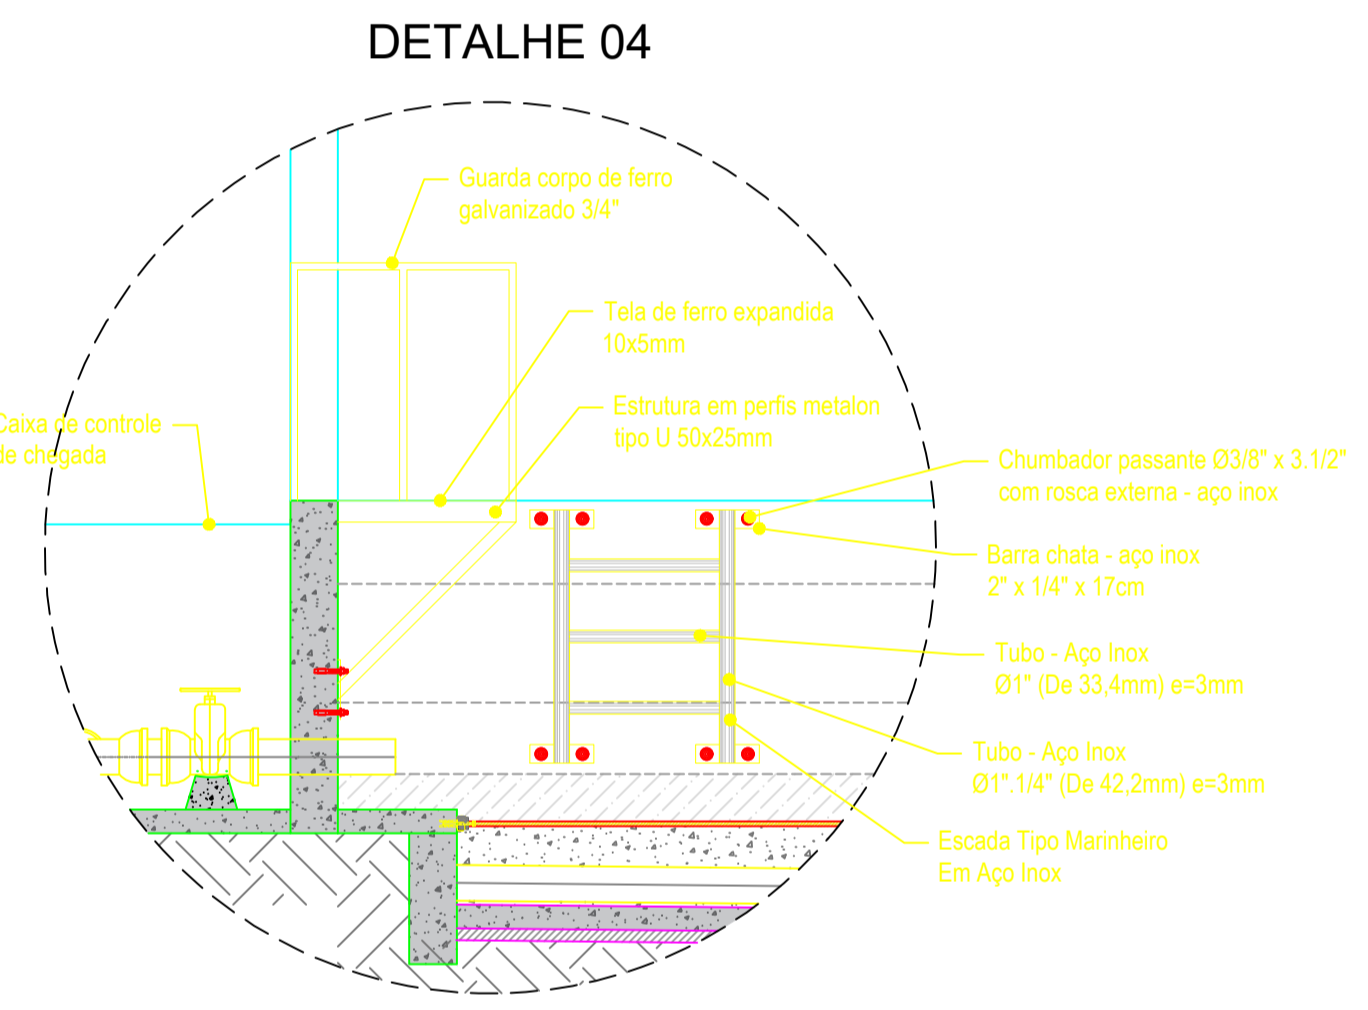 DETALHE 04
Guarda corpo de ferro
galvanizado 3/4"
Tela de ferro expandida
10x5mm
Estrutura em perfis metalon
tipo U 50x25mm
Caixa de controle
de chegada
Chumbador passante Ø3/8" x 3.1/2"
com rosca externa - aço inox
Barra chata - aço inox
2" x 1/4" x 17cm
Tubo - Aço Inox
Ø1" (De 33,4mm) e=3mm
Tubo - Aço Inox
Ø1".1/4" (De 42,2mm) e=3mm
Escada Tipo Marinheiro
Em Aço Inox